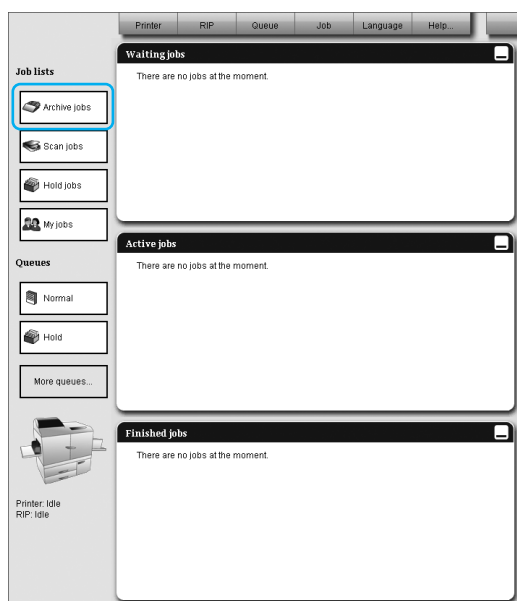 Printer RIP Queue Job Language Help...
Job lists
Archive jobs
Scan jobs
Hold jobs
My jobs
Queues
Normal
Hold
More queues...
Printer: Idle
RIP: Idle
Waiting jobs
There are no jobs at the moment.
Active jobs
There are no jobs at the moment.
Finished jobs
There are no jobs at the moment.